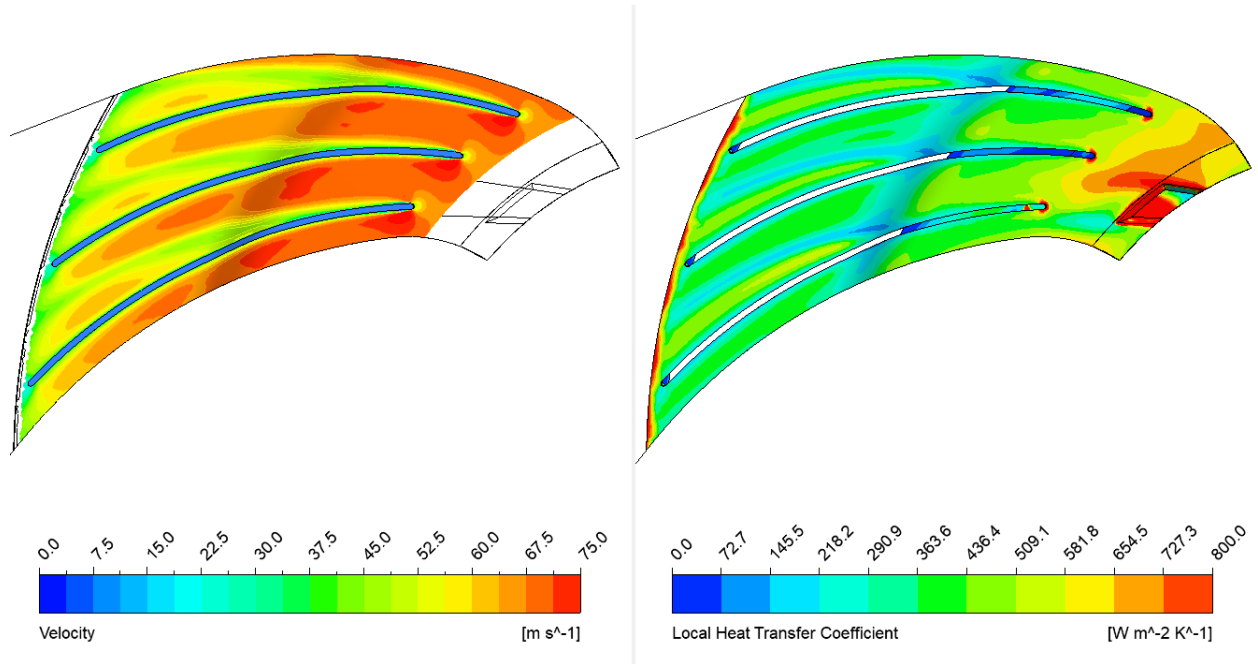 0.0 7.5 15.0 22.5 30.0 37.5 45.0 52.5 60.0 67.5 75.0
Velocity [m s^-1]
0.0 72.7 145.5 218.2 290.9 363.6 436.4 509.1 581.8 654.5 727.3 800.0
Local Heat Transfer Coefficient [W m^-2 K^-1]